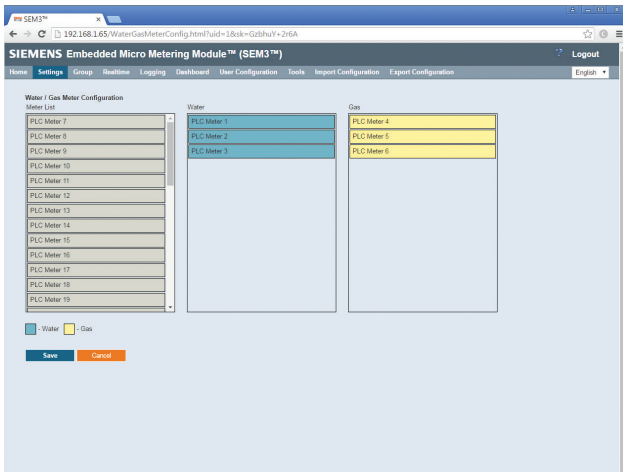 SEM3™
192.168.1.65/WaterGasMeterConfig.html?uid=1&sk=GzbhuY+2r6A
SIEMENS Embedded Micro Metering Module™ (SEM3™)
Logout
Home Settings Group Realtime Logging Dashboard User Configuration Tools Import Configuration Export Configuration
English
Water / Gas Meter Configuration
Meter List Water Gas
PLC Meter 7 PLC Meter 1 PLC Meter 4
PLC Meter 8 PLC Meter 2 PLC Meter 5
PLC Meter 9 PLC Meter 3 PLC Meter 6
PLC Meter 10
PLC Meter 11
PLC Meter 12
PLC Meter 13
PLC Meter 14
PLC Meter 15
PLC Meter 16
PLC Meter 17
PLC Meter 18
PLC Meter 19
- Water - Gas
Save Cancel